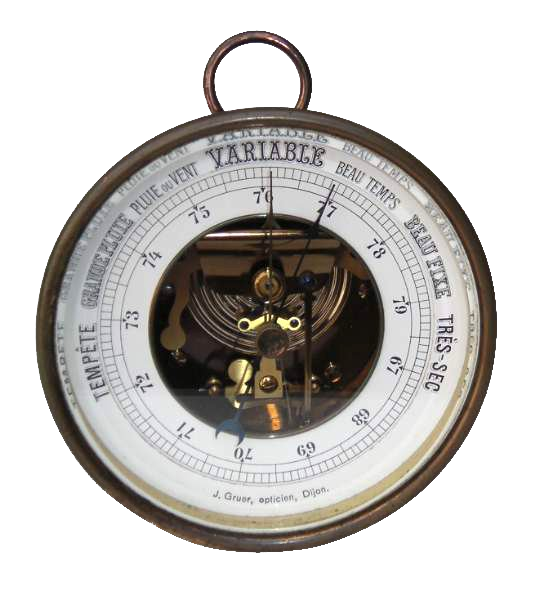 TEMPÊTE
GRANDE PLUIE
PLUIE OU VENT
VARIABLE
BEAU TEMPS
BEAU FIXE
TRÈS-SEC
67
68
69
70
71
72
73
74
75
76
77
78
79
J. Gruer, opticien, Dijon.